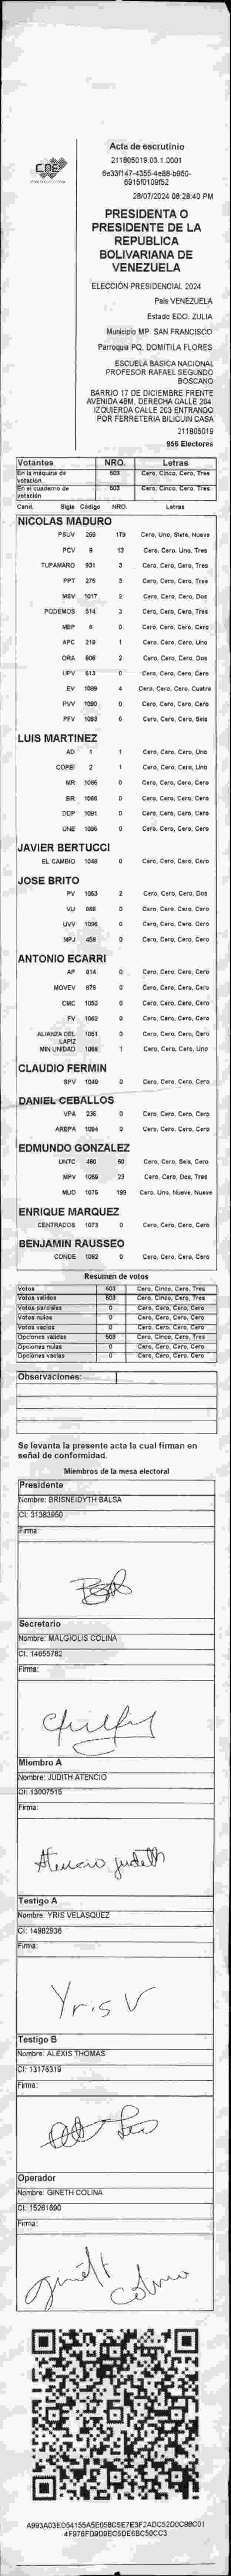 CNE
Acta de escrutinio
211805019.03.1.0001
28/07/2024 08:28:40 PM
PRESIDENTA O
PRESIDENTE DE LA
REPUBLICA
BOLIVARIANA DE
VENEZUELA
ELECCIÓN PRESIDENCIAL 2024
País VENEZUELA
Estado EDO. ZULIA
Municipio MP. SAN FRANCISCO
Parroquia PQ. DOMITILA FLORES
ESCUELA BASICA NACIONAL
PROFESOR RAFAEL SEGUNDO
BOSCANO
BARRIO 17 DE DICIEMBRE FRENTE
AVENIDA 48M. DERECHA CALLE 204.
IZQUIERDA CALLE 203 ENTRANDO
POR FERRETERIA BILICUIN CASA
211805019
956 Electores
Votantes NRO. Letras
En la máquina de votación 503 Cero, Cinco, Cero, Tres
En el cuaderno de votación 503 Cero, Cinco, Cero, Tres
Cand. Sigla Código NRO. Letras
NICOLAS MADURO
PSUV 269 179 Cero, Uno, Siete, Nueve
PCV 9 13 Cero, Cero, Uno, Tres
TUPAMARO 931 3 Cero, Cero, Cero, Tres
PPT 276 3 Cero, Cero, Cero, Tres
MSV 1017 2 Cero, Cero, Cero, Dos
PODEMOS 514 3 Cero, Cero, Cero, Tres
MEP 6 0 Cero, Cero, Cero, Cero
APC 219 1 Cero, Cero, Cero, Uno
ORA 906 2 Cero, Cero, Cero, Dos
UPV 513 0 Cero, Cero, Cero, Cero
EV 1089 4 Cero, Cero, Cero, Cuatro
PVV 1090 0 Cero, Cero, Cero, Cero
PFV 1093 6 Cero, Cero, Cero, Seis
LUIS MARTINEZ
AD 1 1 Cero, Cero, Cero, Uno
COPEI 2 1 Cero, Cero, Cero, Uno
MR 1065 0 Cero, Cero, Cero, Cero
BR 1066 0 Cero, Cero, Cero, Cero
DDP 1091 0 Cero, Cero, Cero, Cero
UNE 1095 0 Cero, Cero, Cero, Cero
JAVIER BERTUCCI
EL CAMBIO 1048 0 Cero, Cero, Cero, Cero
JOSE BRITO
PV 1053 2 Cero, Cero, Cero, Dos
VU 868 0 Cero, Cero, Cero, Cero
UVV 1096 0 Cero, Cero, Cero, Cero
MPJ 458 0 Cero, Cero, Cero, Cero
ANTONIO ECARRI
AP 814 0 Cero, Cero, Cero, Cero
MOVEV 879 0 Cero, Cero, Cero, Cero
CMC 1050 0 Cero, Cero, Cero, Cero
FV 1062 0 Cero, Cero, Cero, Cero
ALIANZA DEL LAPIZ 1051 0 Cero, Cero, Cero, Cero
MIN UNIDAD 1088 1 Cero, Cero, Cero, Uno
CLAUDIO FERMIN
SPV 1049 0 Cero, Cero, Cero, Cero
DANIEL CEBALLOS
VPA 236 0 Cero, Cero, Cero, Cero
AREPA 1094 0 Cero, Cero, Cero, Cero
EDMUNDO GONZALEZ
UNTC 460 60 Cero, Cero, Seis, Cero
MPV 1069 23 Cero, Cero, Dos, Tres
MUD 1075 199 Cero, Uno, Nueve, Nueve
ENRIQUE MARQUEZ
CENTRADOS 1073 0 Cero, Cero, Cero, Cero
BENJAMIN RAUSSEO
CONDE 1092 0 Cero, Cero, Cero, Cero
Resumen de votos
Votos 503 Cero, Cinco, Cero, Tres
Votos validos 503 Cero, Cinco, Cero, Tres
Votos parciales 0 Cero, Cero, Cero, Cero
Votos nulos 0 Cero, Cero, Cero, Cero
Votos vacios 0 Cero, Cero, Cero, Cero
Opciones validas 503 Cero, Cinco, Cero, Tres
Opciones nulas 0 Cero, Cero, Cero, Cero
Opciones vacias 0 Cero, Cero, Cero, Cero
Observaciones:
Se levanta la presente acta la cual firman en
señal de conformidad.
Miembros de la mesa electoral
Presidente
Nombre: BRISNEIDYTH BALSA
CI: 31383950
Firma:
Secretario
Nombre: MALGIOLIS COLINA
CI: 14655782
Firma:
Miembro A
Nombre: JUDITH ATENCIO
CI: 13007515
Firma:
Atencio Judeth
Testigo A
Nombre: YRIS VELASQUEZ
CI: 14982936
Firma:
Yris V
Testigo B
Nombre: ALEXIS THOMAS
CI: 13176319
Firma:
Operador
Nombre: GINETH COLINA
CI: 15261690
Firma:
Ginett Colina